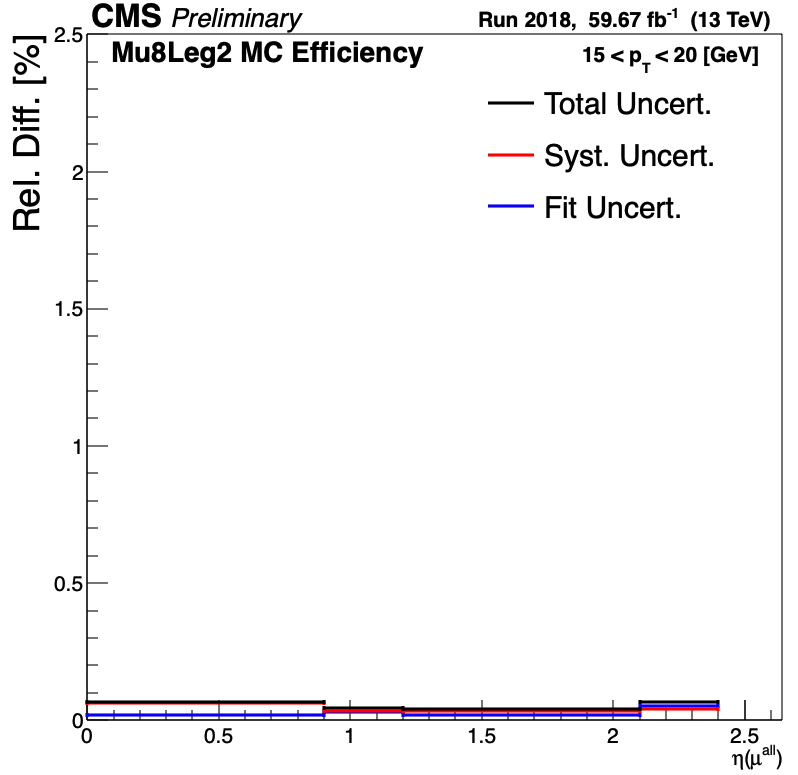 CMS Preliminary
Run 2018, 59.67 fb⁻¹ (13 TeV)
Mu8Leg2 MC Efficiency
15 < p_T < 20 [GeV]
Total Uncert.
Syst. Uncert.
Fit Uncert.
Rel. Diff. [%]
2.5
2
1.5
1
0.5
0
0 0.5 1 1.5 2 2.5
η(μ^all)